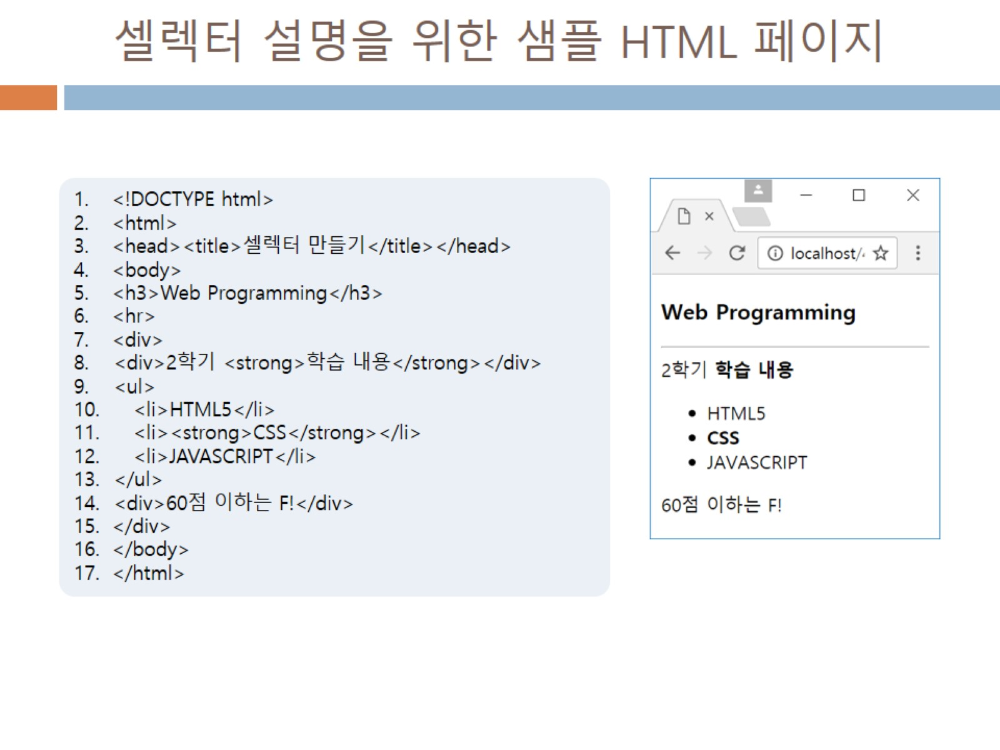 셀렉터 설명을 위한 샘플 HTML 페이지
1. <!DOCTYPE html>
2. <html>
3. <head><title>셀렉터 만들기</title></head>
4. <body>
5. <h3>Web Programming</h3>
6. <hr>
7. <div>
8. <div>2학기 <strong>학습 내용</strong></div>
9. <ul>
10. <li>HTML5</li>
11. <li><strong>CSS</strong></li>
12. <li>JAVASCRIPT</li>
13. </ul>
14. <div>60점 이하는 F!</div>
15. </div>
16. </body>
17. </html>
localhost/
Web Programming
2학기 학습 내용
• HTML5
• CSS
• JAVASCRIPT
60점 이하는 F!